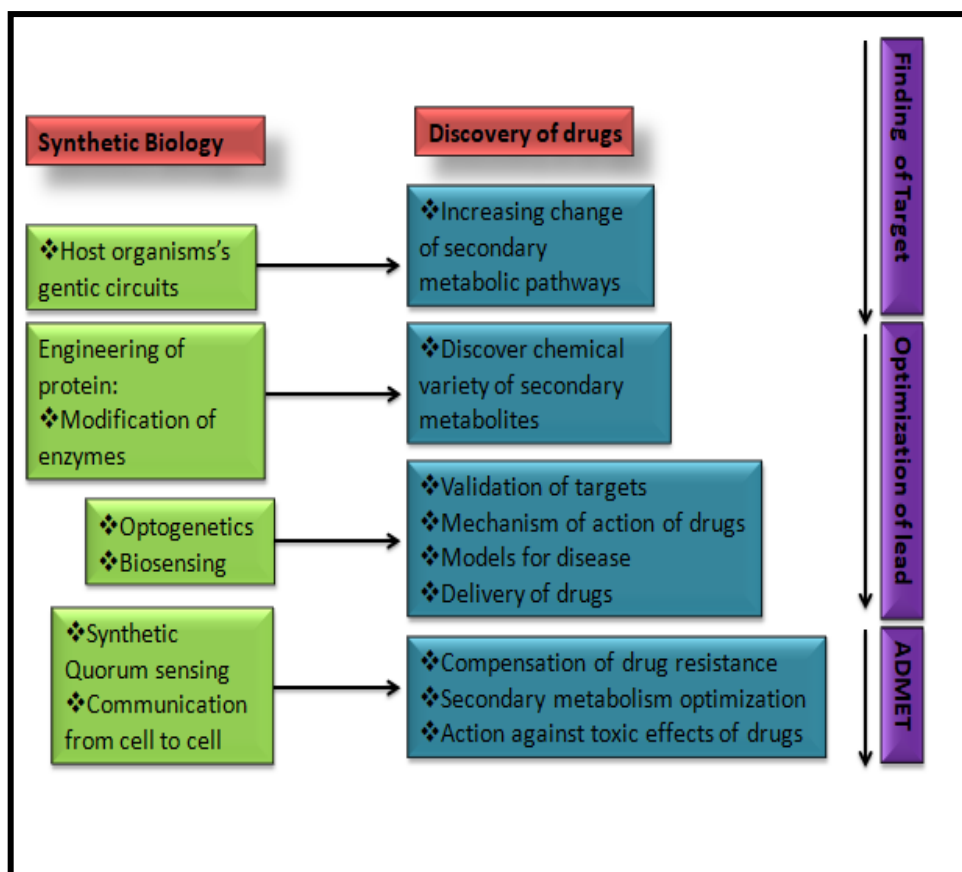 Synthetic Biology
Discovery of drugs
❖Host organisms's
gentic circuits
❖Increasing change
of secondary
metabolic pathways
Engineering of
protein:
❖Modification of
enzymes
❖Discover chemical
variety of secondary
metabolites
❖Optogenetics
❖Biosensing
❖Validation of targets
❖Mechanism of action of drugs
❖Models for disease
❖Delivery of drugs
❖Synthetic
Quorum sensing
❖Communication
from cell to cell
❖Compensation of drug resistance
❖Secondary metabolism optimization
❖Action against toxic effects of drugs
Finding of Target
Optimization of lead
ADMET